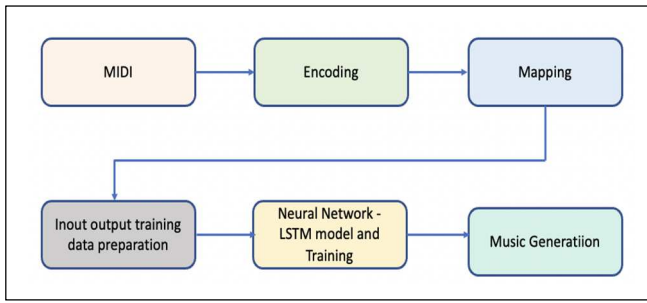 MIDI
Encoding
Mapping
Inout output training
data preparation
Neural Network -
LSTM model and
Training
Music Generatiion